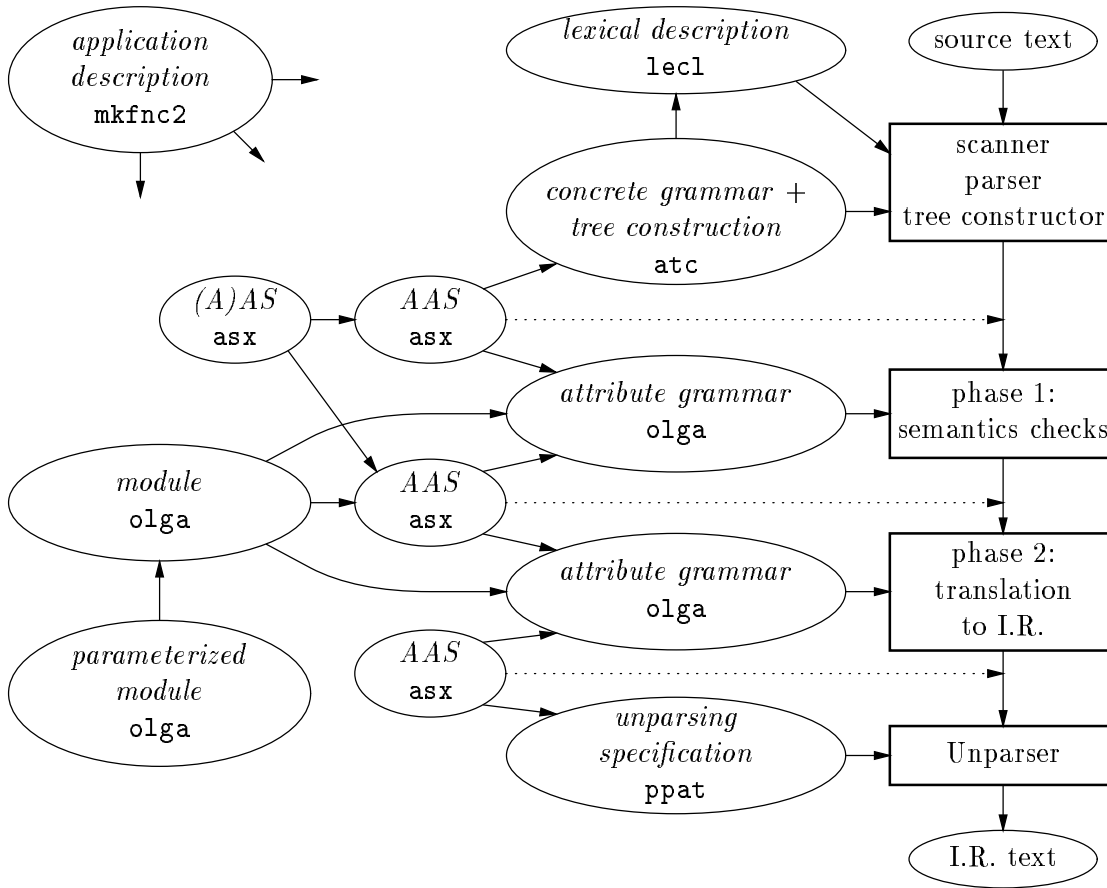 application
description
mkfnc2
lexical description
lecl
source text
scanner
parser
tree constructor
concrete grammar +
tree construction
atc
(A)AS
asx
AAS
asx
attribute grammar
olga
phase 1:
semantics checks
module
olga
AAS
asx
attribute grammar
olga
phase 2:
translation
to I.R.
parameterized
module
olga
AAS
asx
unparsing
specification
ppat
Unparser
I.R. text